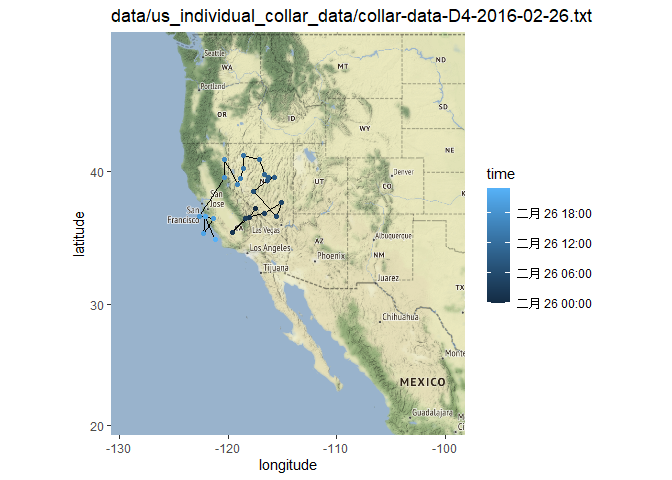 data/us_individual_collar_data/collar-data-D4-2016-02-26.txt
Seattle
WA
MT
ND
Portland
OR
ID
SD
WY
NE
40
NV
UT
Denver
CO
San
Jose
San
Francisco
CA
Las Vegas
Los Angeles
AZ
Albuquerque
NM
Phoenix
Tijuana
Juarez
TX
30
Chihuahua
Monte
MEXICO
Guadalajara
20
-130
-120
-110
-100
longitude
latitude
time
二月 26 18:00
二月 26 12:00
二月 26 06:00
二月 26 00:00